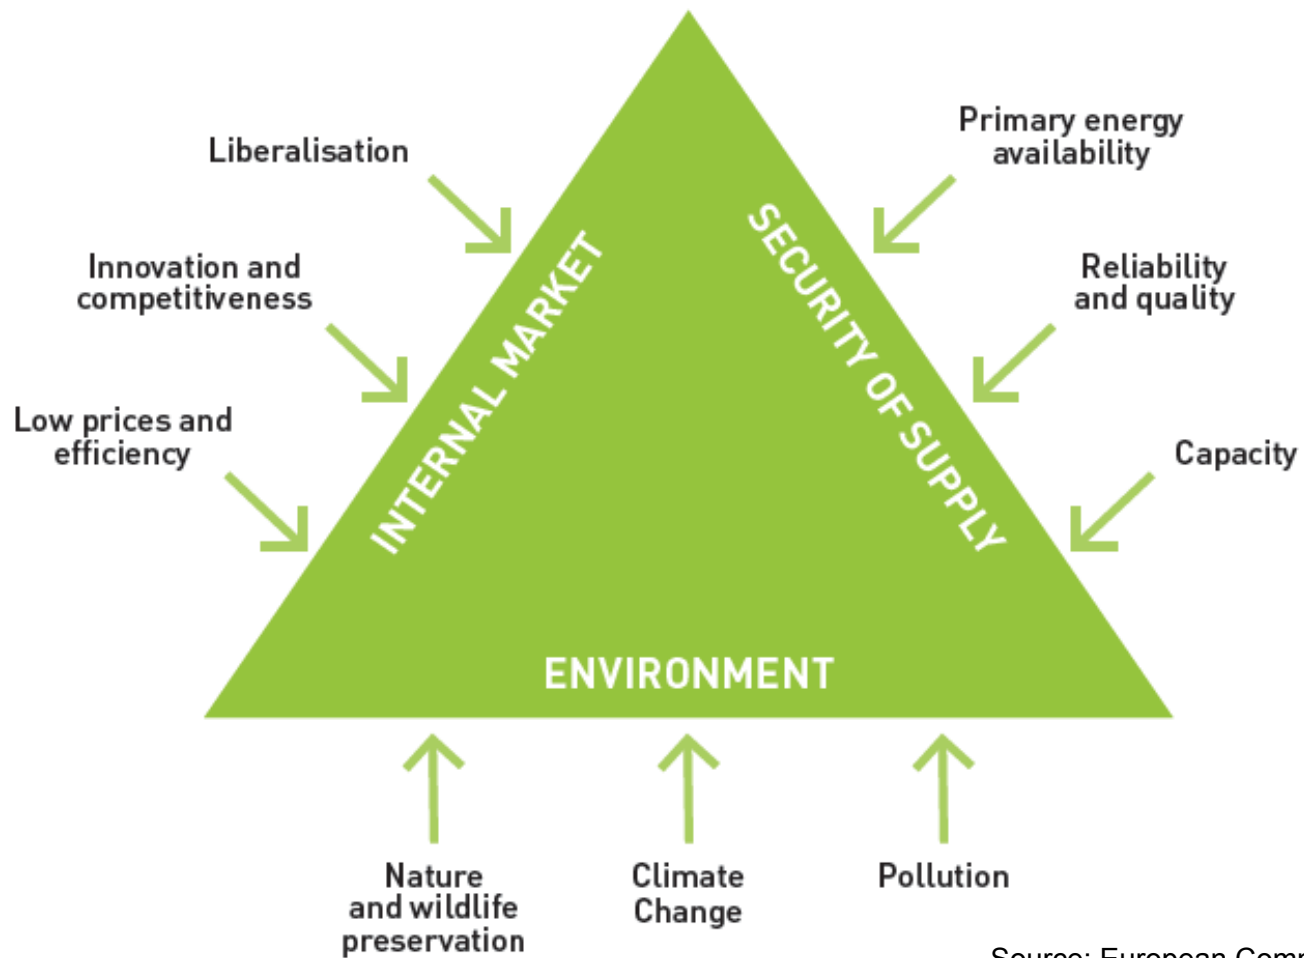 Liberalisation
Innovation and
competitiveness
Low prices and
efficiency
INTERNAL MARKET
Primary energy
availability
Reliability
and quality
Capacity
SECURITY OF SUPPLY
ENVIRONMENT
Nature
and wildlife
preservation
Climate
Change
Pollution
Source: European